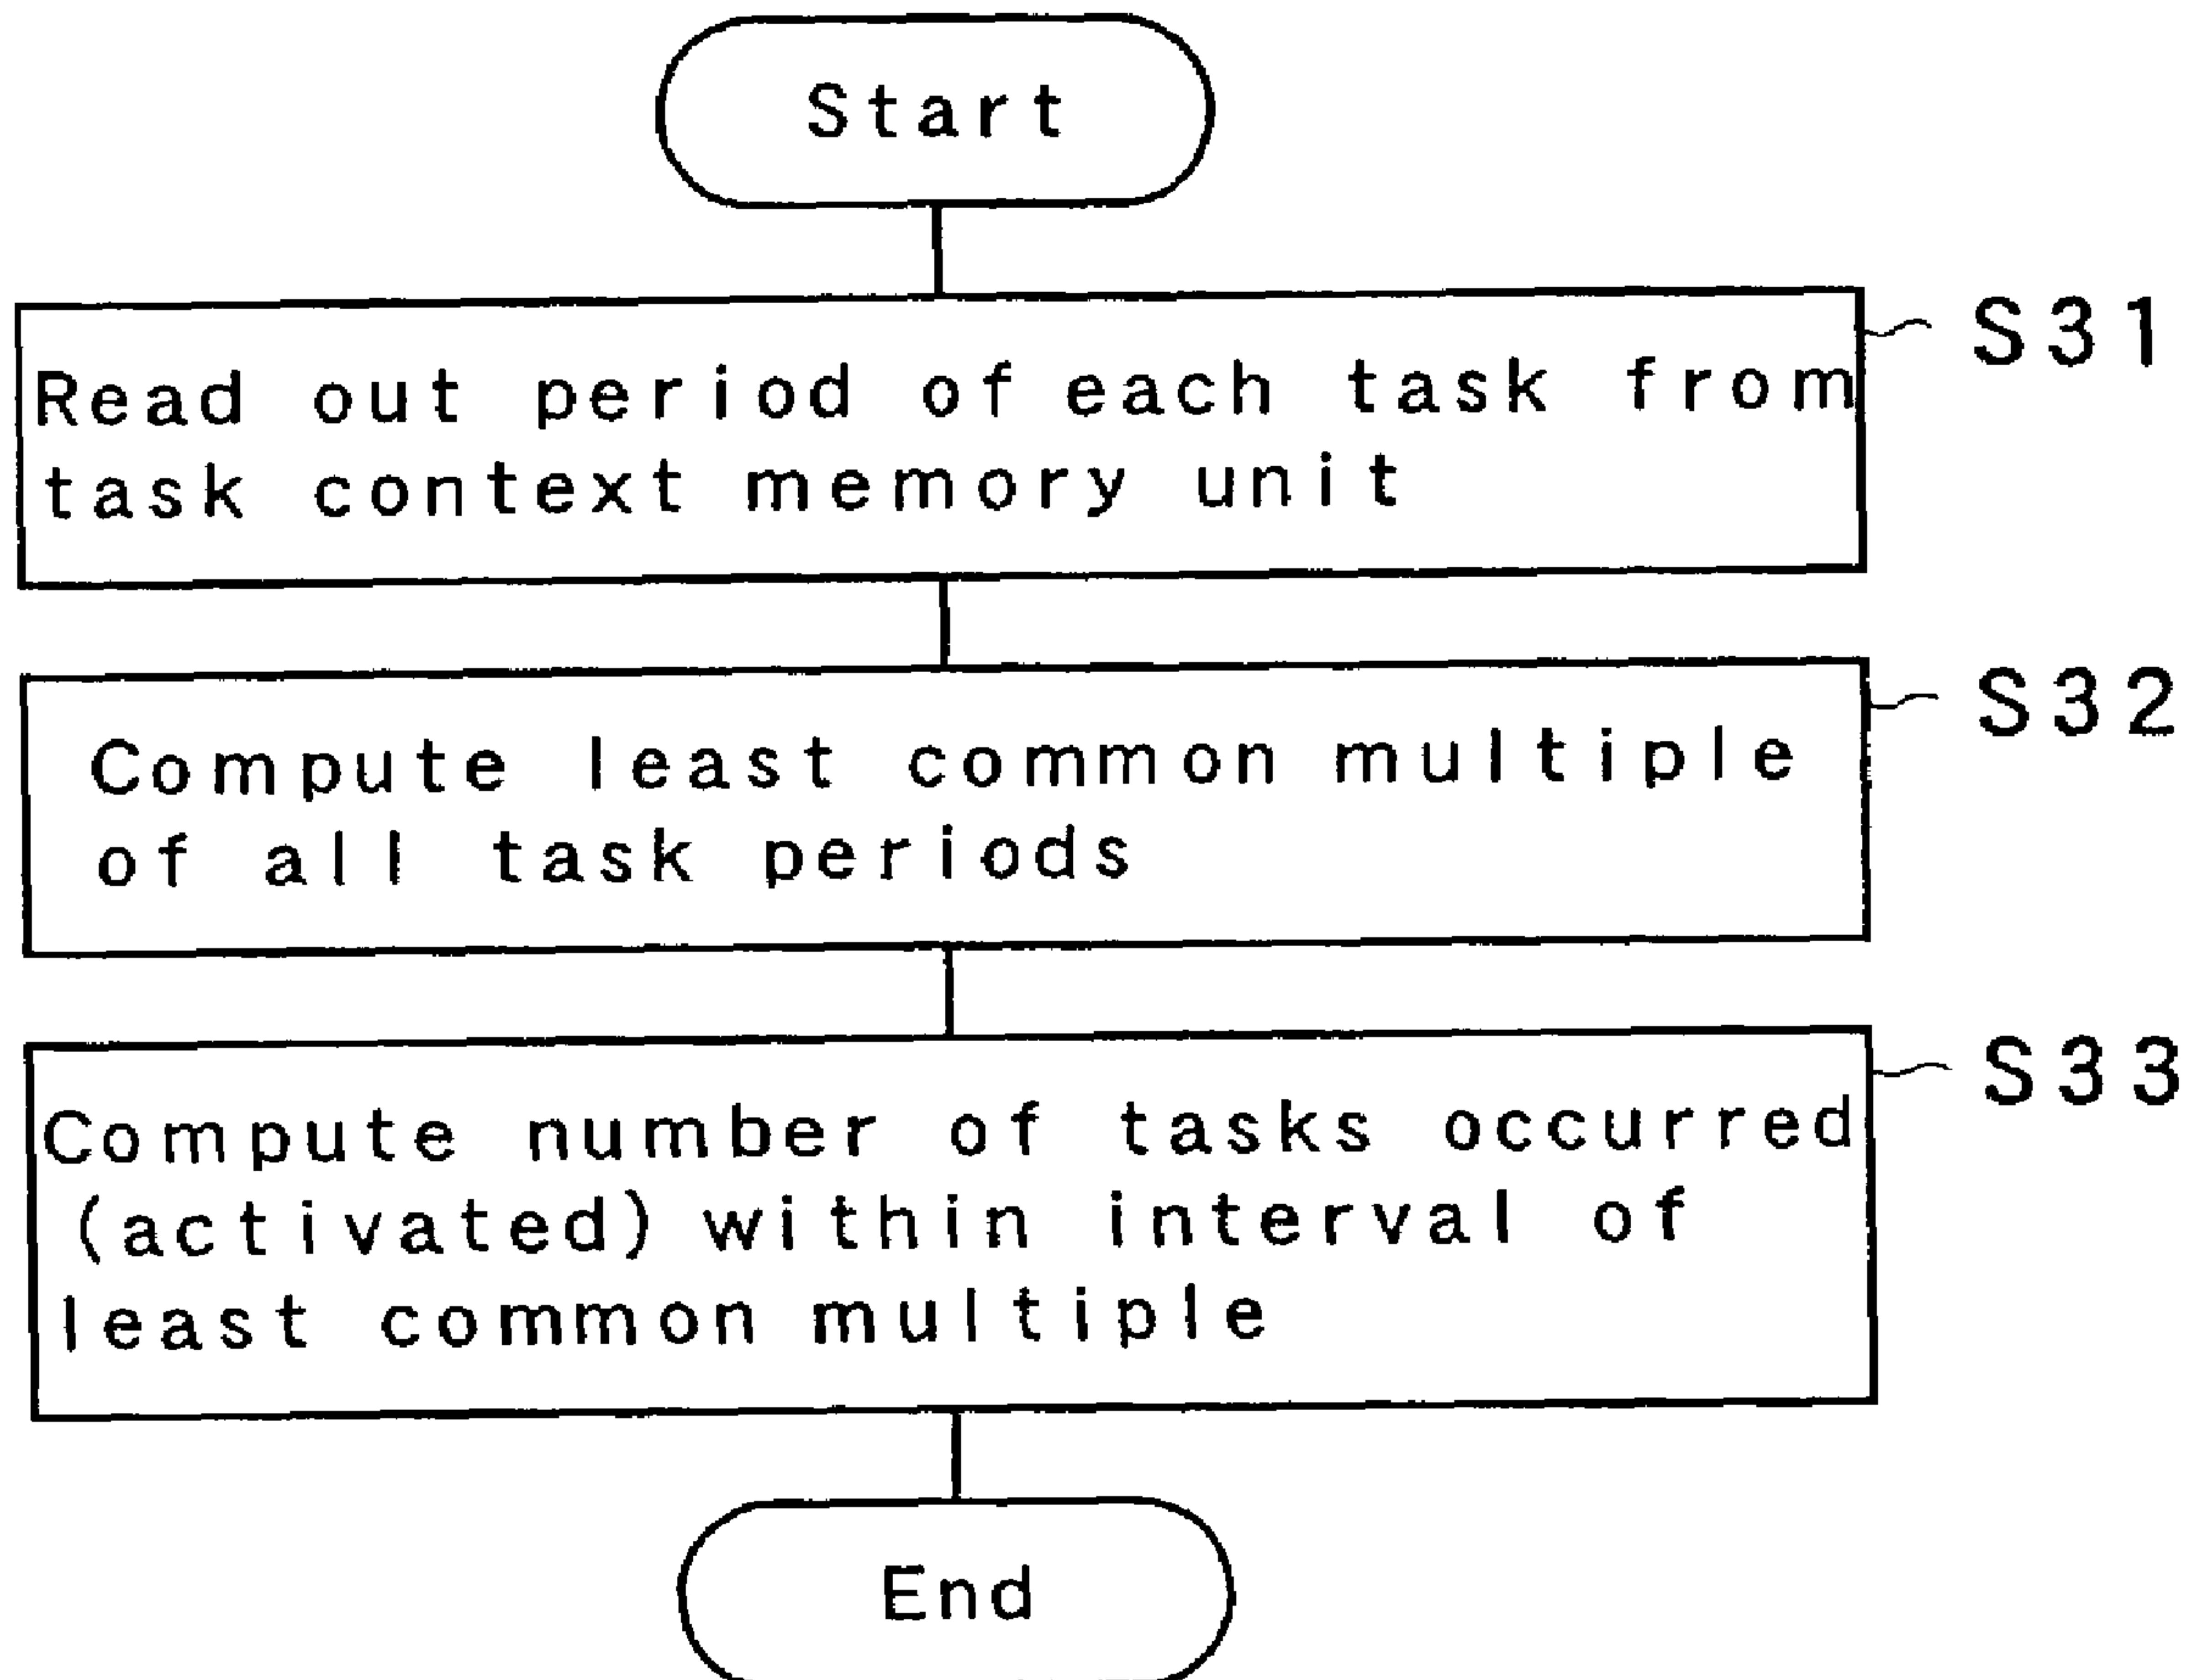 Start
S31
Read out period of each task from
task context memory unit
S32
Compute least common multiple
of all task periods
S33
Compute number of tasks occurred
(activated) within interval of
least common multiple
End